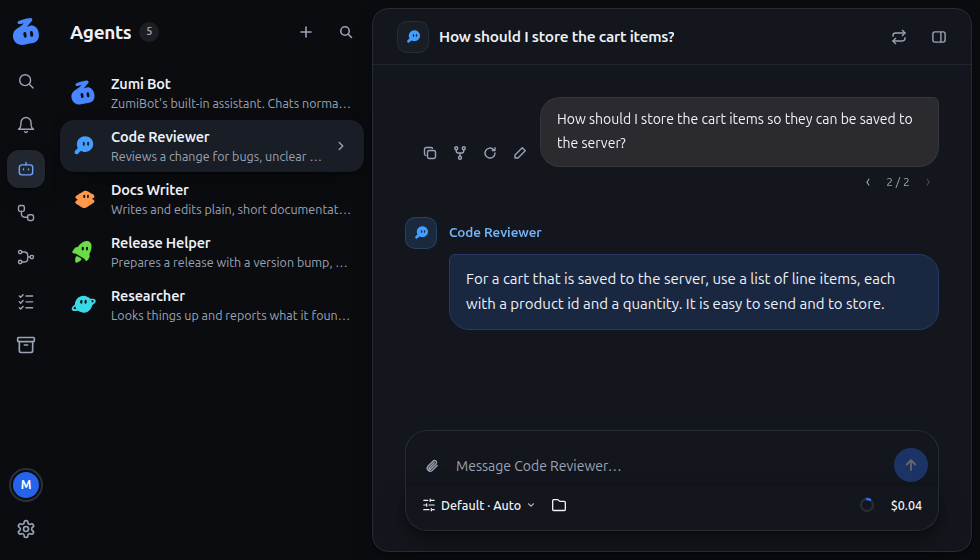 Agents 5
Zumi Bot
ZumiBot's built-in assistant. Chats norma…
Code Reviewer
Reviews a change for bugs, unclear …
Docs Writer
Writes and edits plain, short documentat…
Release Helper
Prepares a release with a version bump, …
Researcher
Looks things up and reports what it foun…
M
How should I store the cart items?
How should I store the cart items so they can be saved to
the server?
2 / 2
Code Reviewer
For a cart that is saved to the server, use a list of line items, each
with a product id and a quantity. It is easy to send and to store.
Message Code Reviewer…
Default · Auto
$0.04